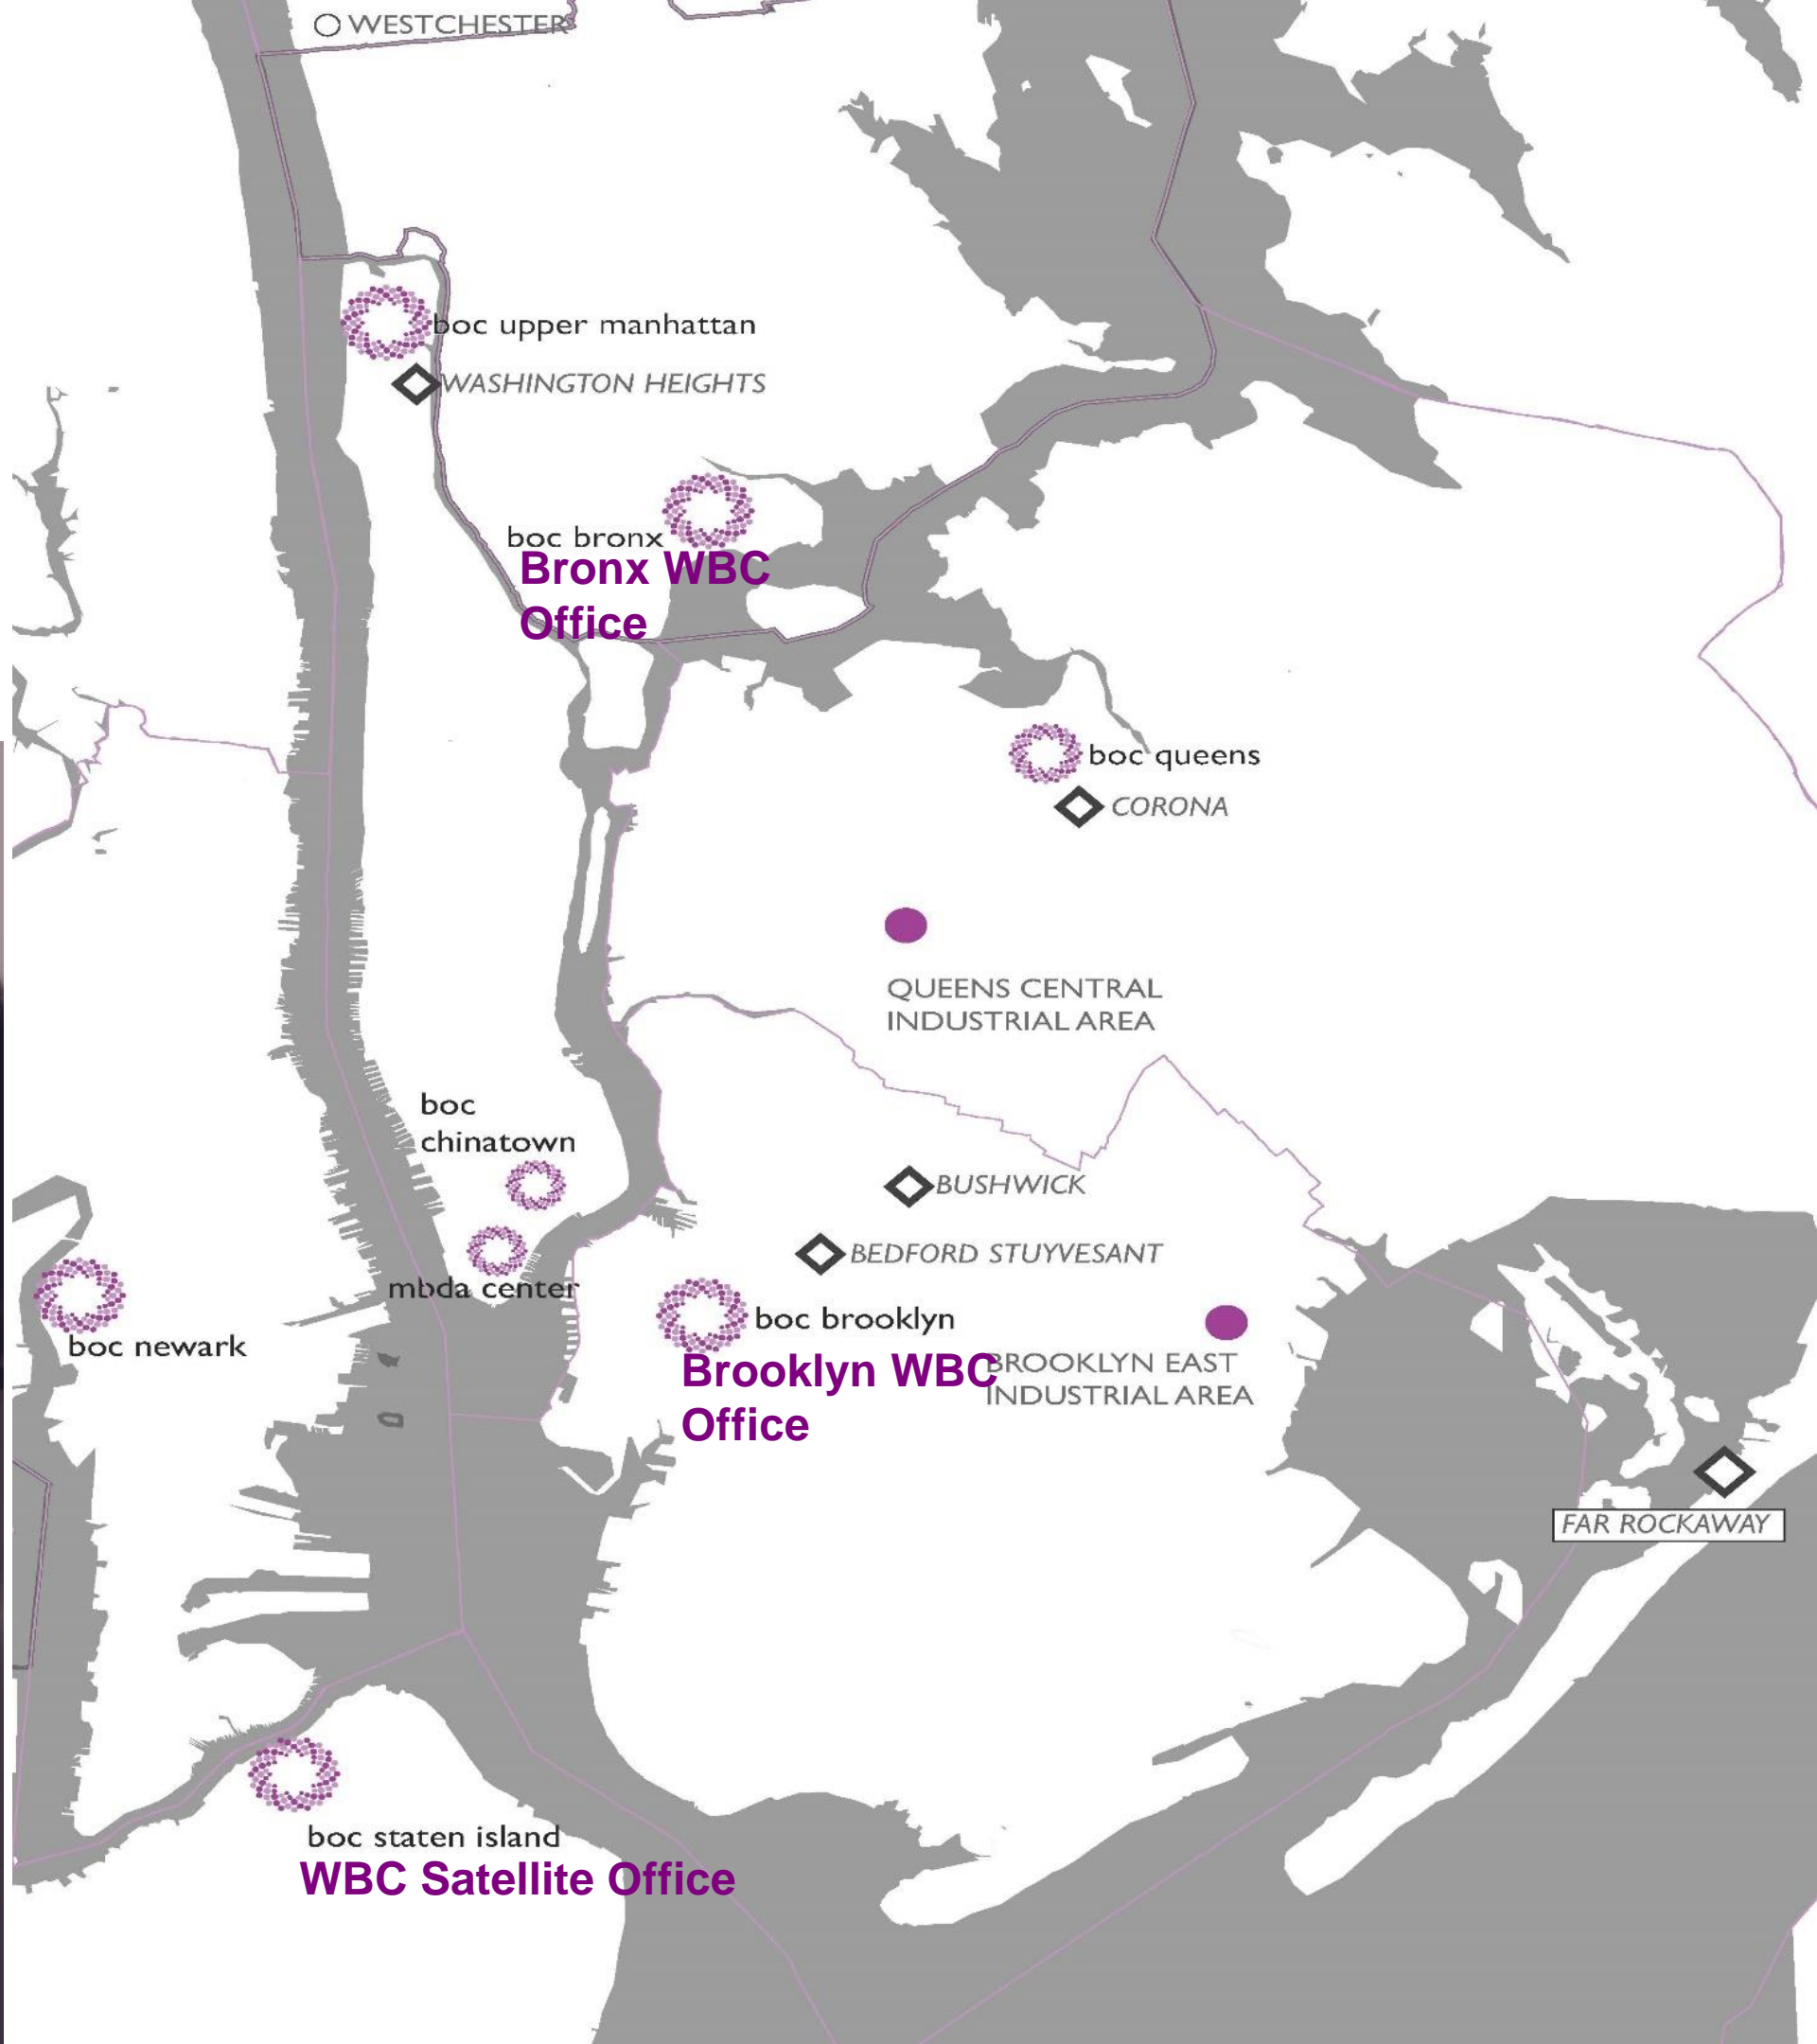 WESTCHESTER
boc upper manhattan
WASHINGTON HEIGHTS
boc bronx
Bronx WBC
Office
boc queens
CORONA
QUEENS CENTRAL
INDUSTRIAL AREA
boc
chinatown
BUSHWICK
BEDFORD STUYVESANT
mbda center
boc newark
boc brooklyn
Brooklyn WBC
Office
BROOKLYN EAST
INDUSTRIAL AREA
FAR ROCKAWAY
boc staten island
WBC Satellite Office